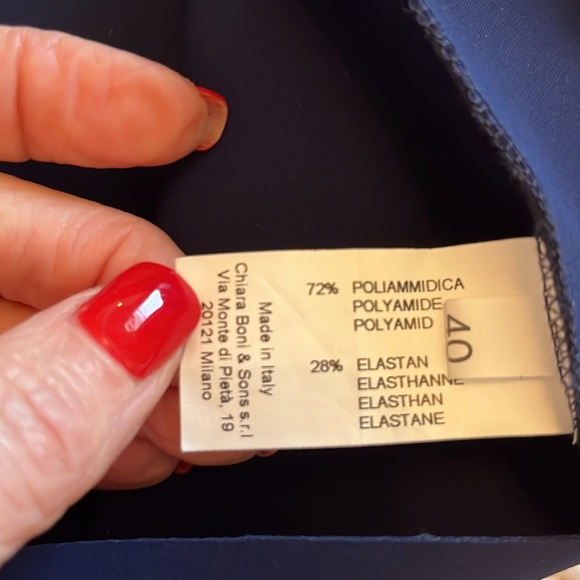 Made in Italy
Chiara Boni & Sons s.r.l
Via Monte di Pietà, 19
20121 Milano
72% POLIAMMIDICA
POLYAMIDE
POLYAMID
28% ELASTAN
ELASTHANNE
ELASTHAN
ELASTANE
40